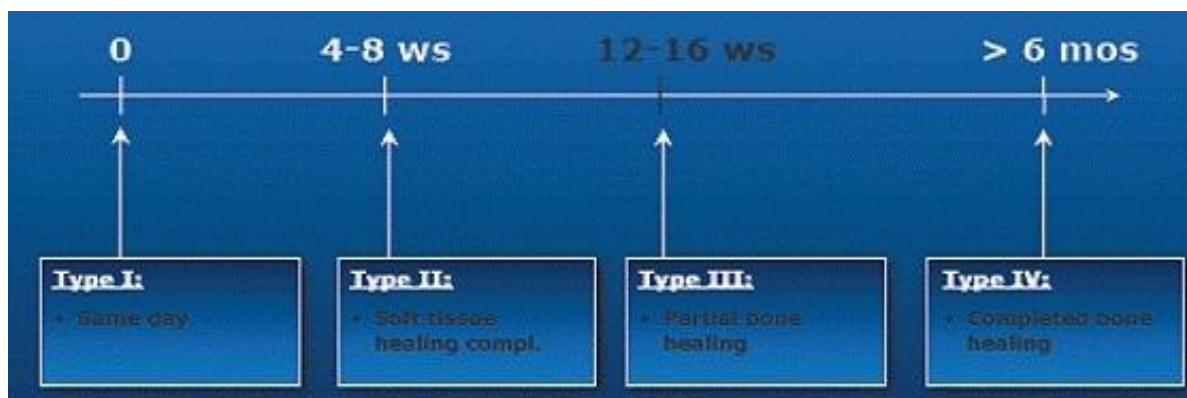 0
4-8 ws
12-16 ws
> 6 mos
Type I:
• Same day
Type II:
• Soft tissue
healing compl.
Type III:
• Partial bone
healing
Type IV:
• Completed bone
healing